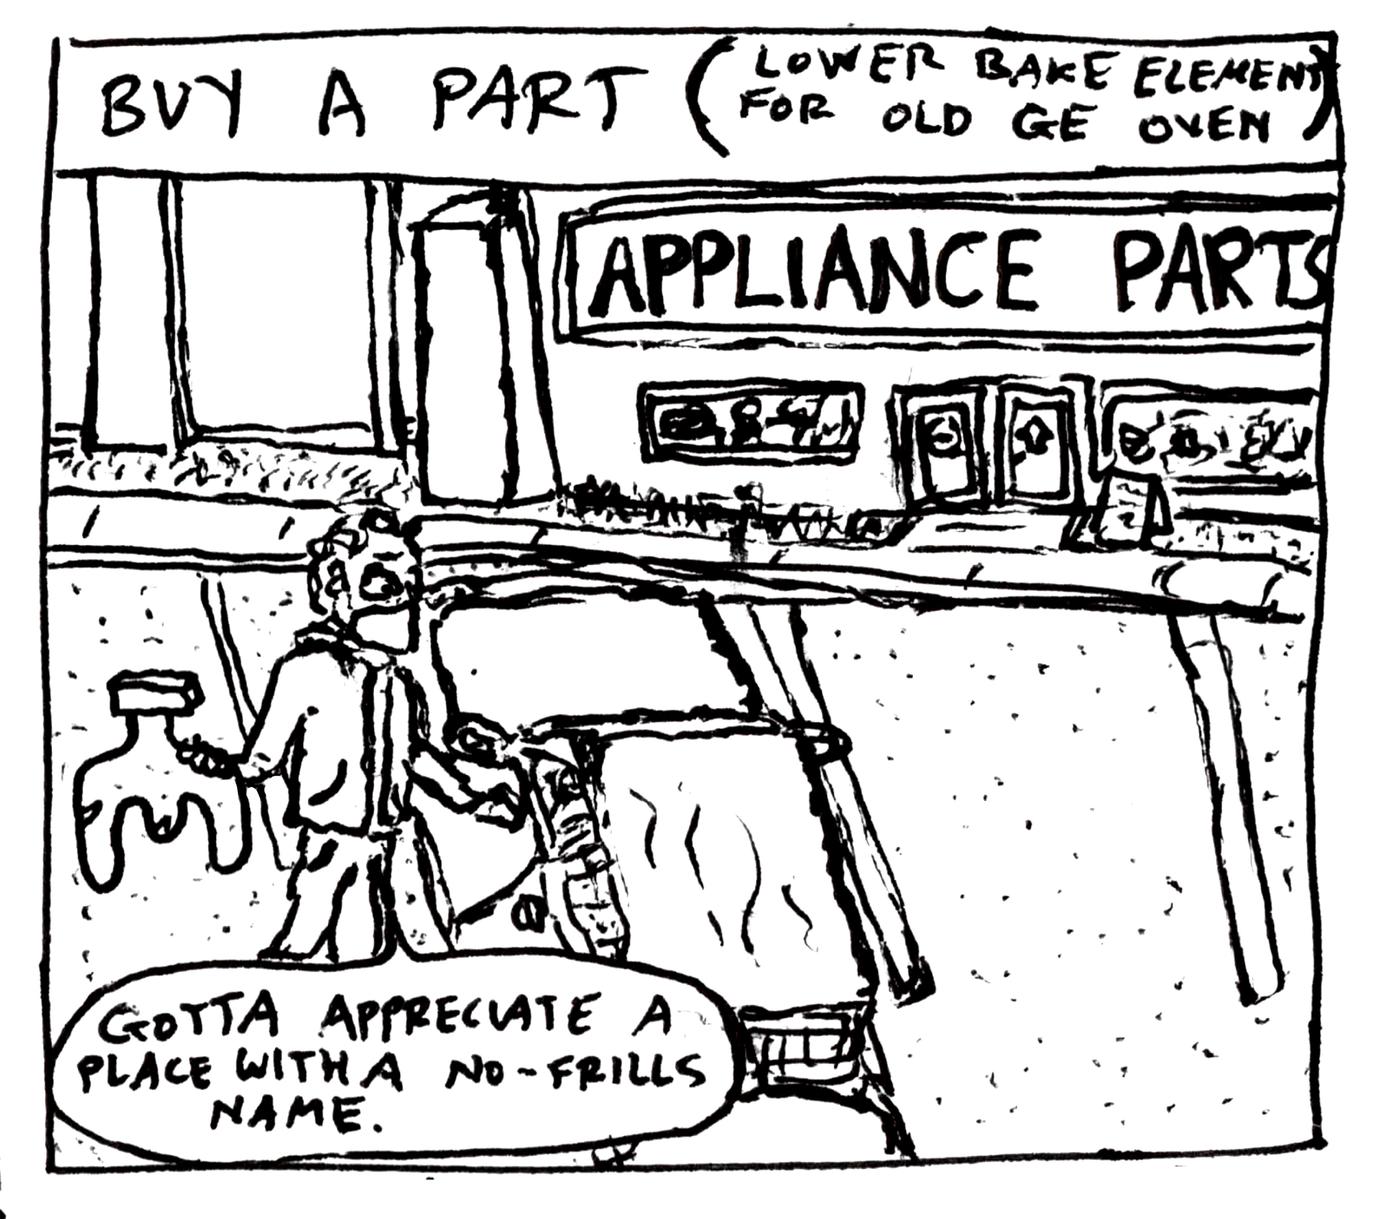 BUY A PART (LOWER BAKE ELEMENT
FOR OLD GE OVEN)
APPLIANCE PARTS
GOTTA APPRECIATE A
PLACE WITH A NO-FRILLS
NAME.